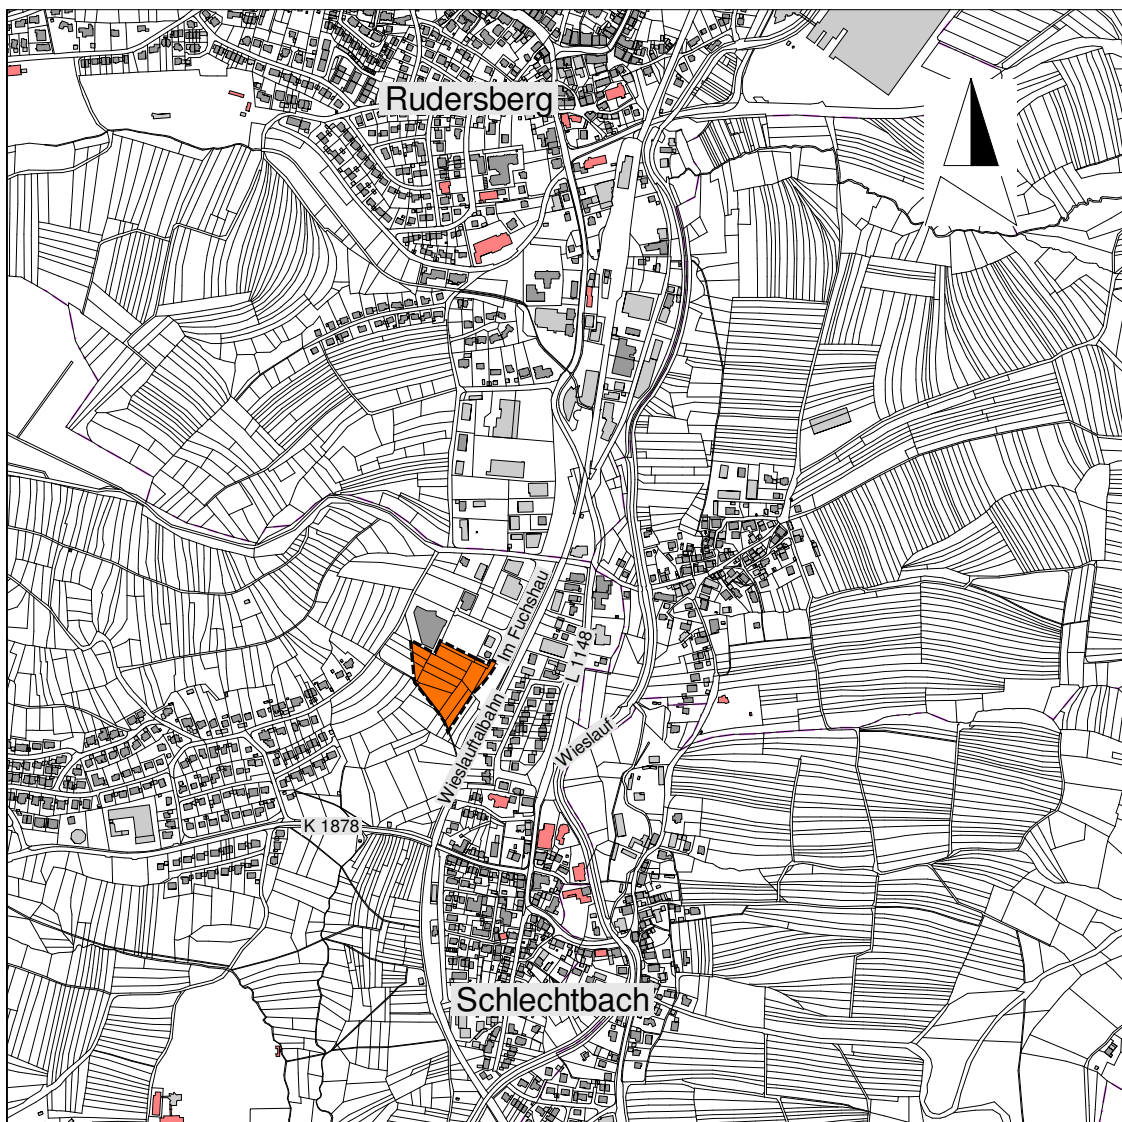 Rudersberg
Im Fuchshau
L 1148
Wieslauftalbahn
Wieslauf
K 1878
Schlechtbach